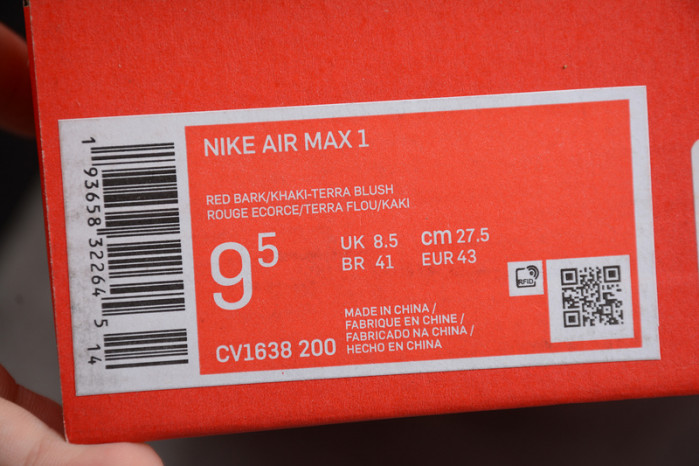 NIKE AIR MAX 1
RED BARK/KHAKI-TERRA BLUSH
ROUGE ECORCE/TERRA FLOU/KAKI
9 5
UK 8.5 cm 27.5
BR 41 EUR 43
RFID
CV1638 200
MADE IN CHINA /
FABRIQUE EN CHINE /
FABRICADO NA CHINA /
HECHO EN CHINA
1 93658 32264 5 14